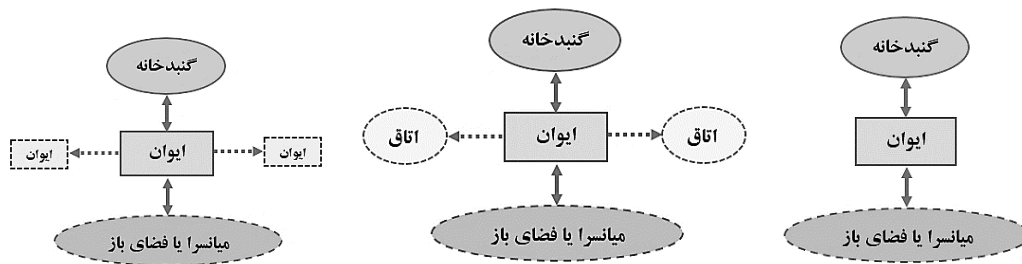 گنبدخانه
ایوان
میانسرا یا فضای باز
گنبدخانه
اتاق
ایوان
اتاق
میانسرا یا فضای باز
گنبدخانه
ایوان
ایوان
ایوان
میانسرا یا فضای باز